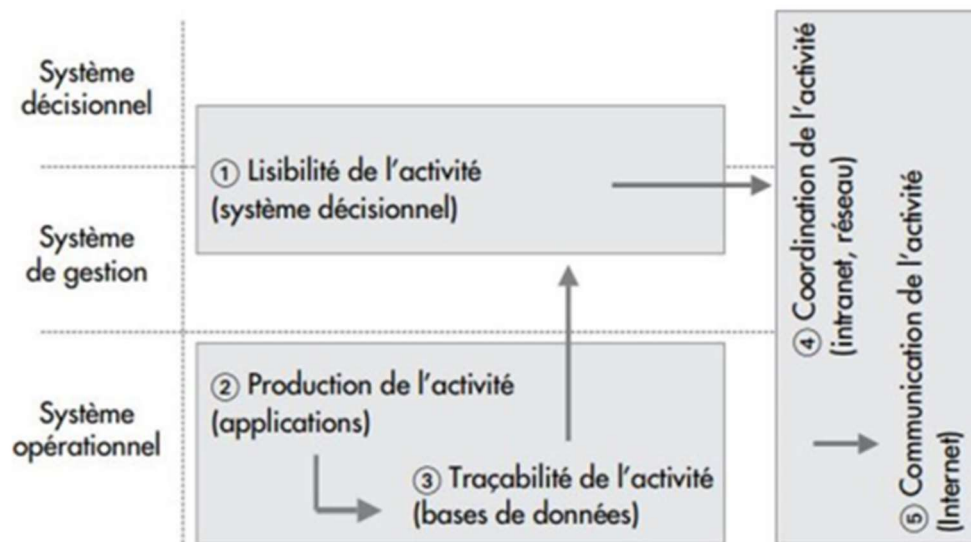 Système
décisionnel
① Lisibilité de l'activité
(système décisionnel)
Système
de gestion
Système
opérationnel
② Production de l'activité
(applications)
③ Traçabilité de l'activité
(bases de données)
④ Coordination de l'activité
(intranet, réseau)
⑤ Communication de l'activité
(Internet)